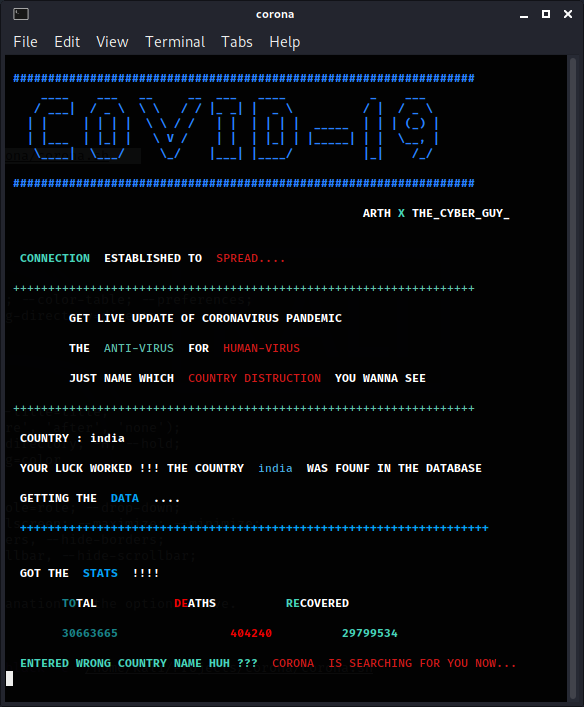 corona
File Edit View Terminal Tabs Help
##################################################################
COVID-19
##################################################################
ARTH X THE_CYBER_GUY_
CONNECTION ESTABLISHED TO SPREAD....
++++++++++++++++++++++++++++++++++++++++++++++++++++++++++++++++++
GET LIVE UPDATE OF CORONAVIRUS PANDEMIC
THE ANTI-VIRUS FOR HUMAN-VIRUS
JUST NAME WHICH COUNTRY DISTRUCTION YOU WANNA SEE
++++++++++++++++++++++++++++++++++++++++++++++++++++++++++++++++++
COUNTRY : india
YOUR LUCK WORKED !!! THE COUNTRY india WAS FOUNF IN THE DATABASE
GETTING THE DATA ....
+++++++++++++++++++++++++++++++++++++++++++++++++++++++++++++++++++
GOT THE STATS !!!!
TOTAL DEATHS RECOVERED
30663665 404240 29799534
ENTERED WRONG COUNTRY NAME HUH ??? CORONA IS SEARCHING FOR YOU NOW...